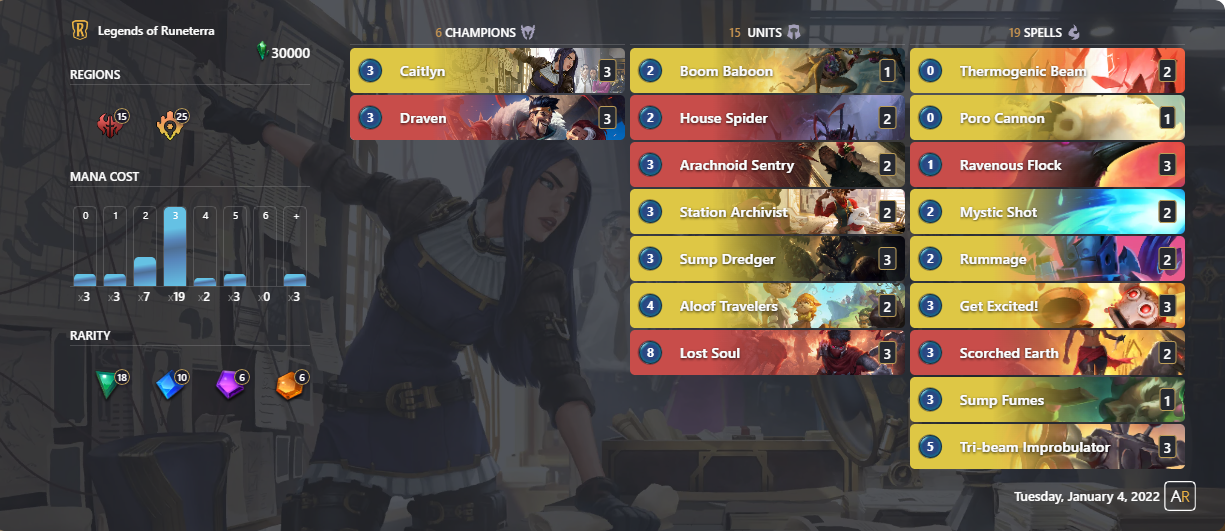 Legends of Runeterra
30000
REGIONS
15 25
MANA COST
0 1 2 3 4 5 6 +
x3 x3 x7 x19 x2 x3 x0 x3
RARITY
18 10 6 6
6 CHAMPIONS
3 Caitlyn 3
3 Draven 3
15 UNITS
2 Boom Baboon 1
2 House Spider 2
3 Arachnoid Sentry 2
3 Station Archivist 2
3 Sump Dredger 3
4 Aloof Travelers 2
8 Lost Soul 3
19 SPELLS
0 Thermogenic Beam 2
0 Poro Cannon 1
1 Ravenous Flock 3
2 Mystic Shot 2
2 Rummage 2
3 Get Excited! 3
3 Scorched Earth 2
3 Sump Fumes 1
5 Tri-beam Improbulator 3
Tuesday, January 4, 2022 AR